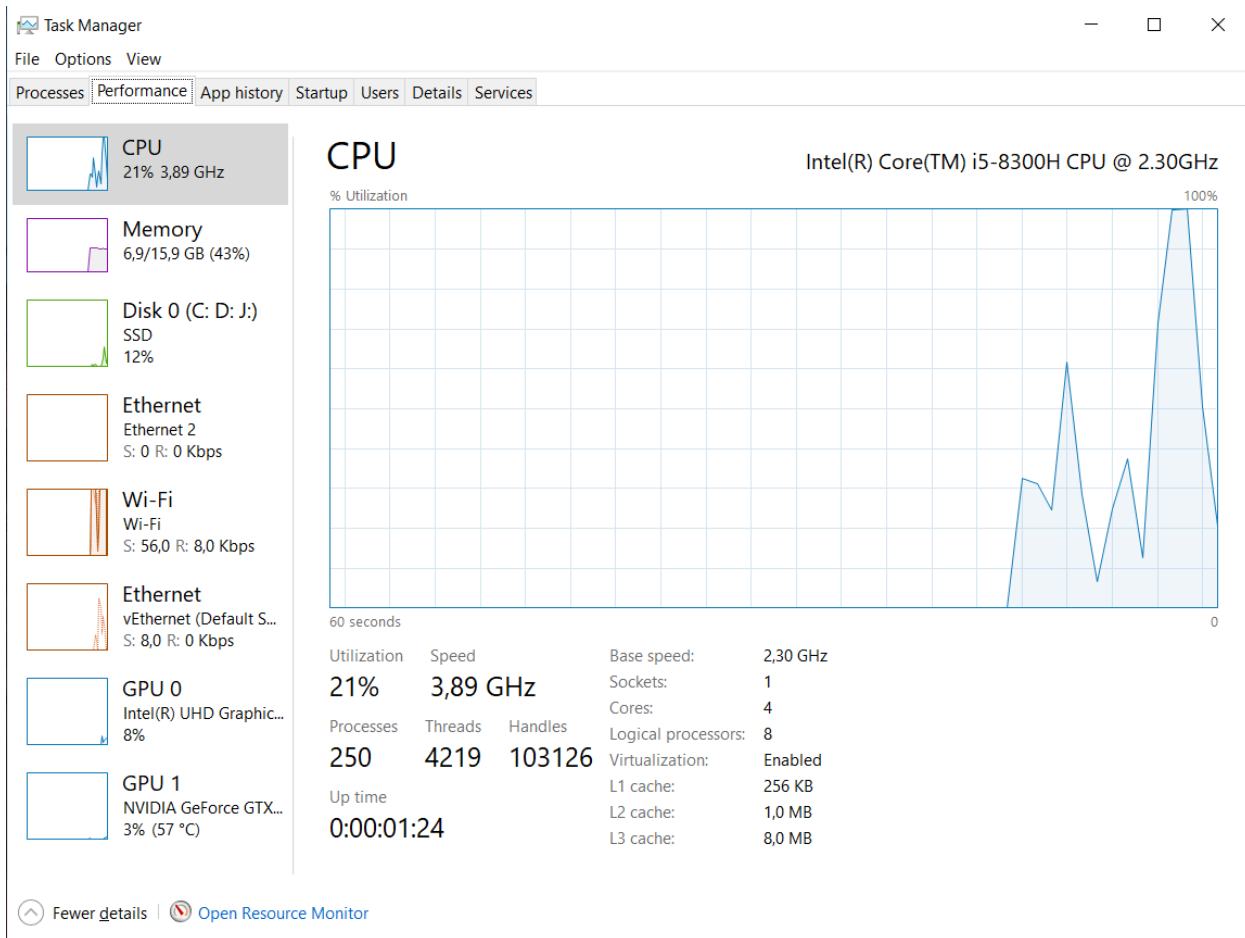 Task Manager
File Options View
Processes Performance App history Startup Users Details Services
CPU
21% 3,89 GHz
Memory
6,9/15,9 GB (43%)
Disk 0 (C: D: J:)
SSD
12%
Ethernet
Ethernet 2
S: 0 R: 0 Kbps
Wi-Fi
Wi-Fi
S: 56,0 R: 8,0 Kbps
Ethernet
vEthernet (Default S...
S: 8,0 R: 0 Kbps
GPU 0
Intel(R) UHD Graphic...
8%
GPU 1
NVIDIA GeForce GTX...
3% (57 °C)
CPU
Intel(R) Core(TM) i5-8300H CPU @ 2.30GHz
% Utilization 100%
60 seconds 0
Utilization Speed
21% 3,89 GHz
Processes Threads Handles
250 4219 103126
Up time
0:00:01:24
Base speed: 2,30 GHz
Sockets: 1
Cores: 4
Logical processors: 8
Virtualization: Enabled
L1 cache: 256 KB
L2 cache: 1,0 MB
L3 cache: 8,0 MB
Fewer details Open Resource Monitor